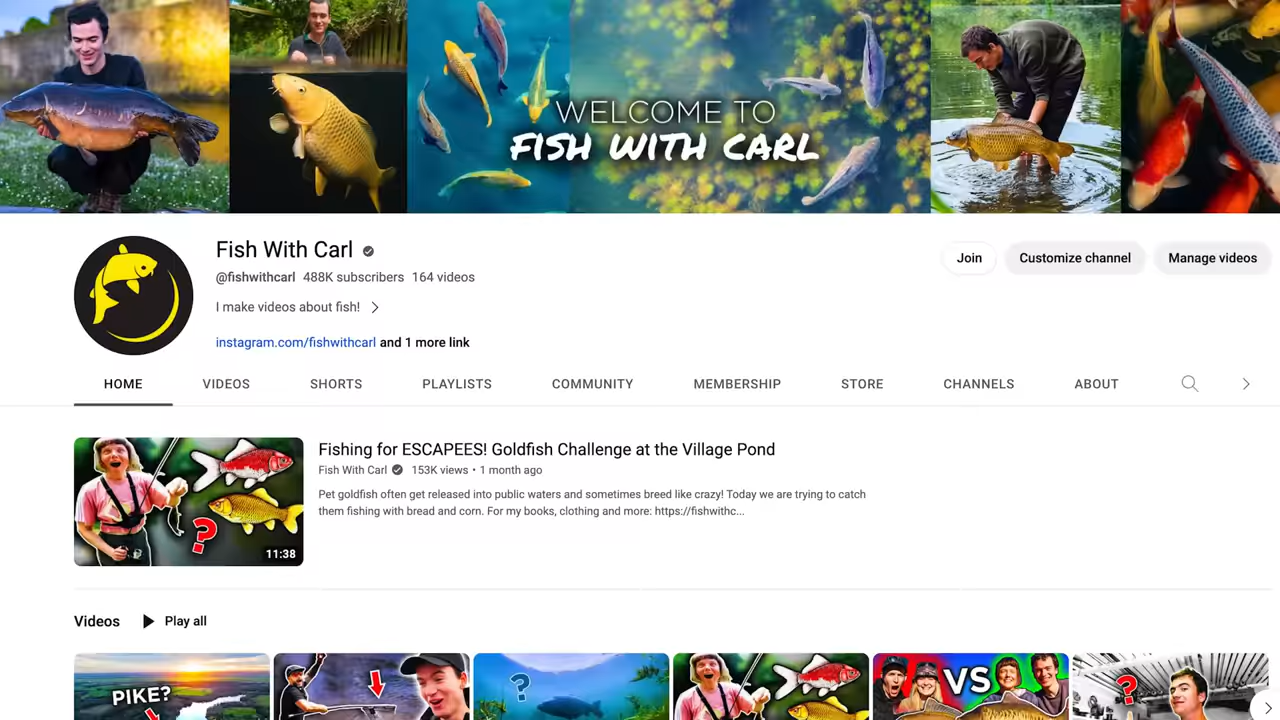 WELCOME TO
FISH WITH CARL
Fish With Carl
@fishwithcarl 488K subscribers 164 videos
I make videos about fish!
instagram.com/fishwithcarl and 1 more link
Join
Customize channel
Manage videos
HOME
VIDEOS
SHORTS
PLAYLISTS
COMMUNITY
MEMBERSHIP
STORE
CHANNELS
ABOUT
?
11:38
Fishing for ESCAPEES! Goldfish Challenge at the Village Pond
Fish With Carl 153K views • 1 month ago
Pet goldfish often get released into public waters and sometimes breed like crazy! Today we are trying to catch
them fishing with bread and corn. For my books, clothing and more: https://fishwithc...
Videos
Play all
PIKE?
?
VS
?